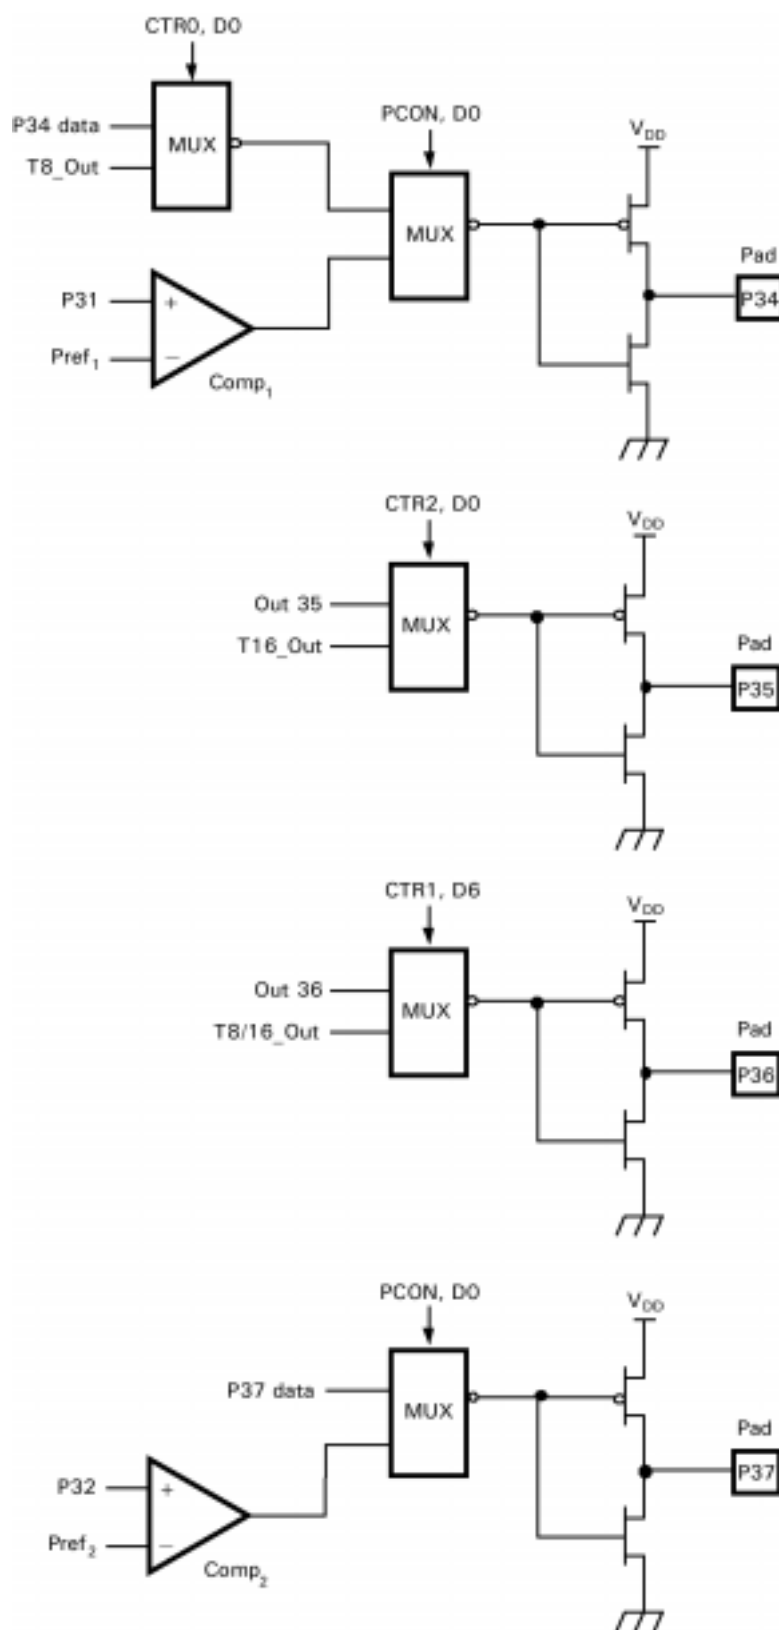 CTR0, D0
P34 data
MUX
T8_Out
PCON, D0
MUX
VDD
Pad
P34
P31
+
Pref1
−
Comp1
CTR2, D0
VDD
Out 35
MUX
T16_Out
Pad
P35
CTR1, D6
VDD
Out 36
MUX
T8/16_Out
Pad
P36
PCON, D0
VDD
P37 data
MUX
Pad
P37
P32
+
Pref2
−
Comp2